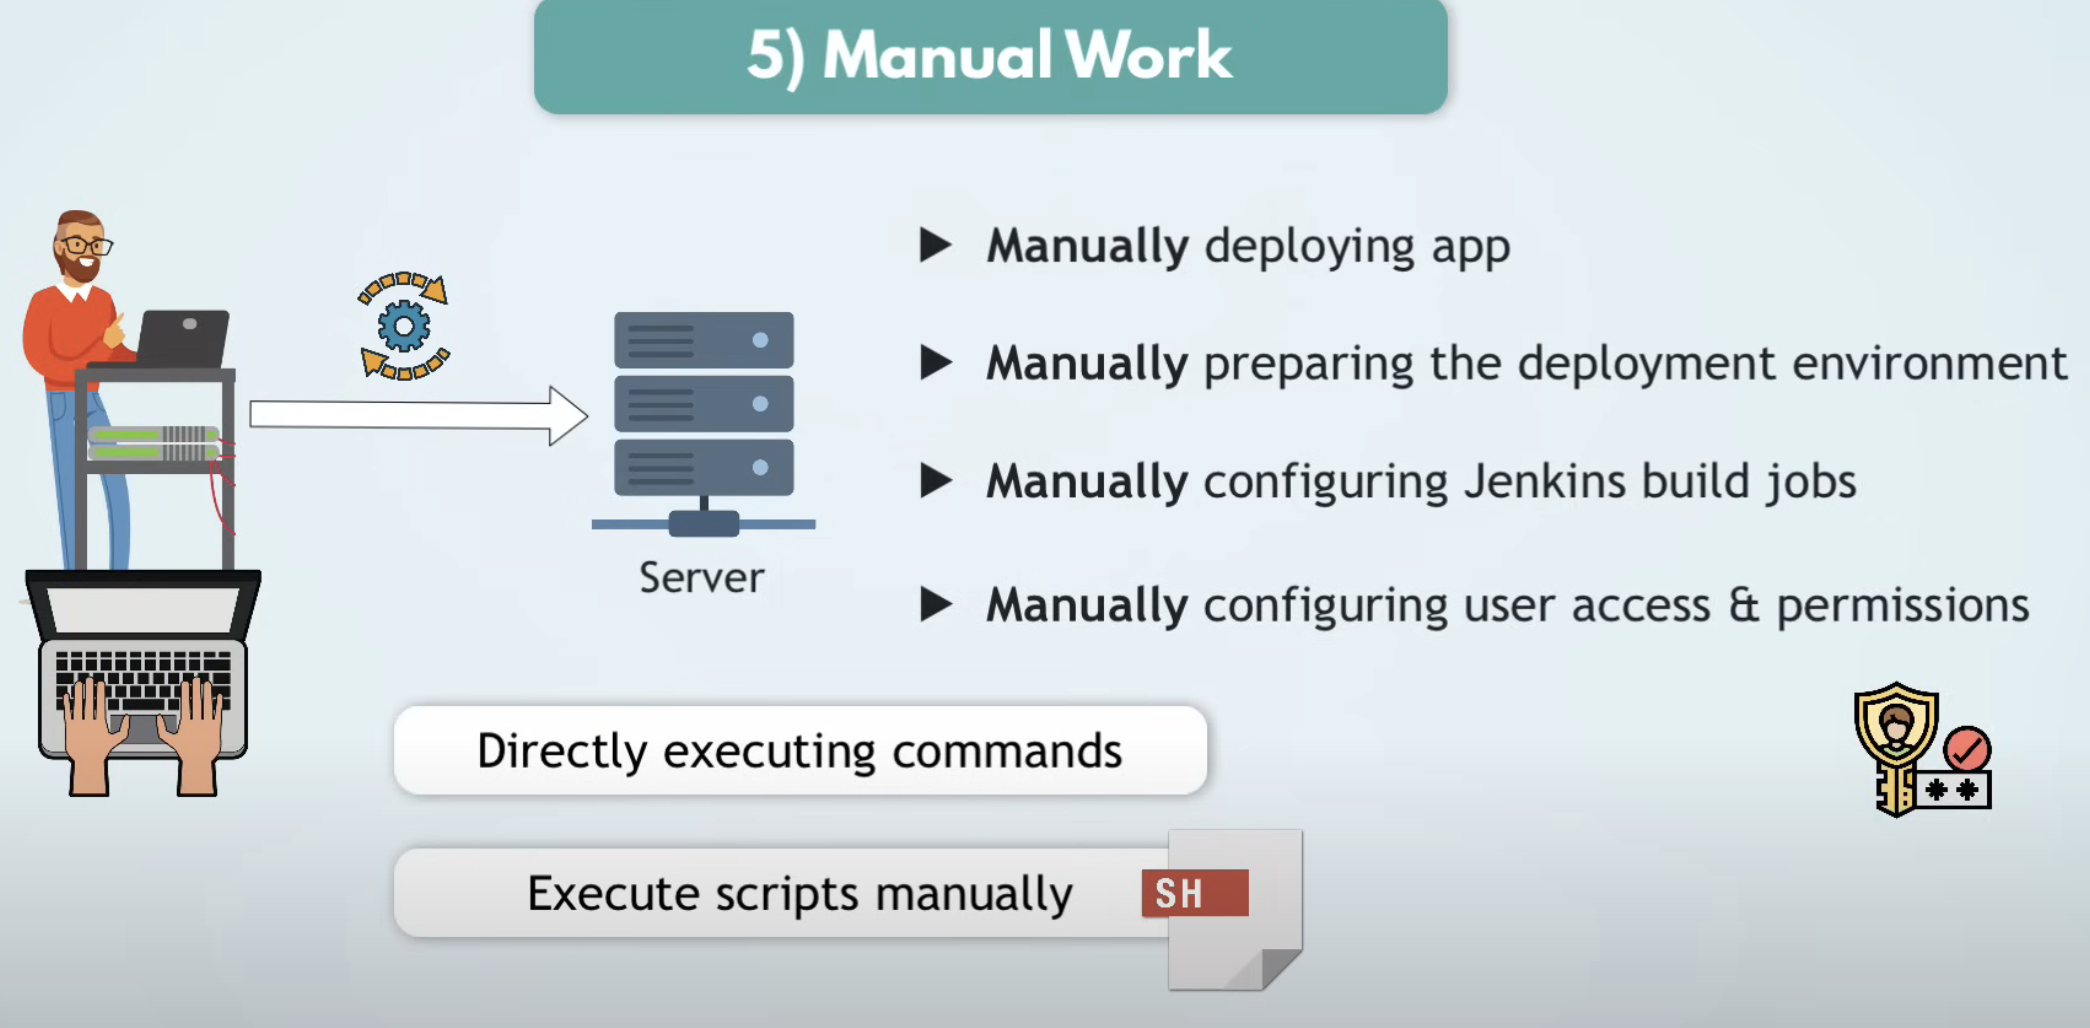 5) Manual Work
▶ Manually deploying app
▶ Manually preparing the deployment environment
▶ Manually configuring Jenkins build jobs
▶ Manually configuring user access & permissions
Server
Directly executing commands
Execute scripts manually
SH
**